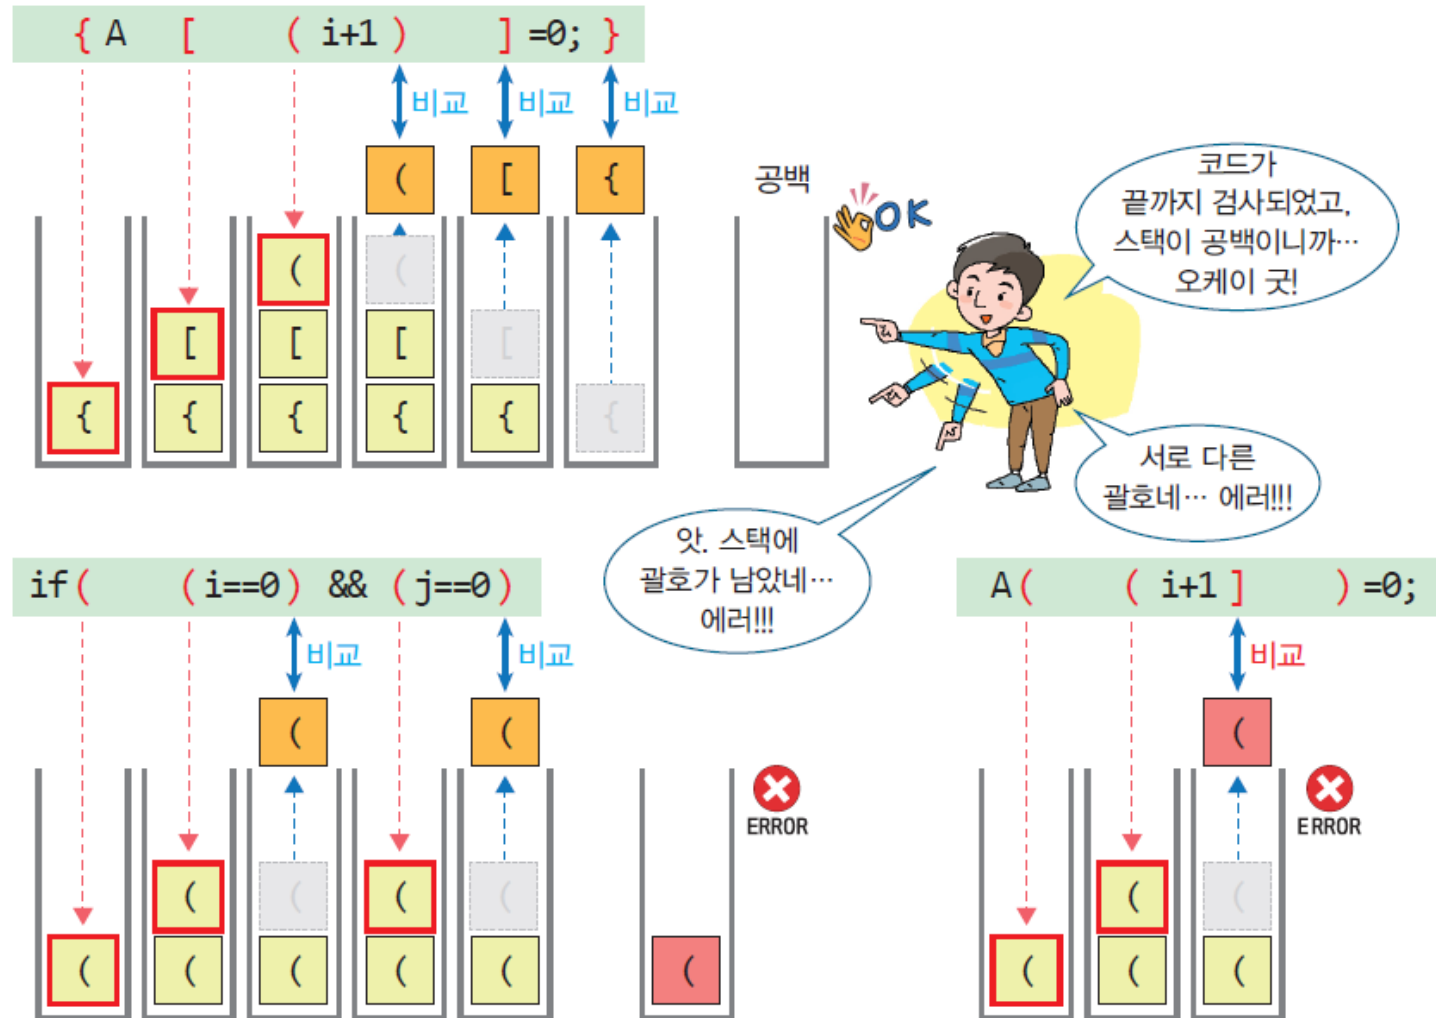 { A [ ( i+1 ) ] =0; }
비교 비교 비교
( [ {
공백
OK
코드가
끝까지 검사되었고,
스택이 공백이니까…
오케이 굿!
( (
[ [ [ [
{ { { { { {
서로 다른
괄호네… 에러!!!
앗. 스택에
괄호가 남았네…
에러!!!
if( (i==0) && (j==0)
비교 비교
( (
ERROR
( ( ( (
( ( ( ( ( (
A( ( i+1 ] ) =0;
비교
(
ERROR
( (
( ( (